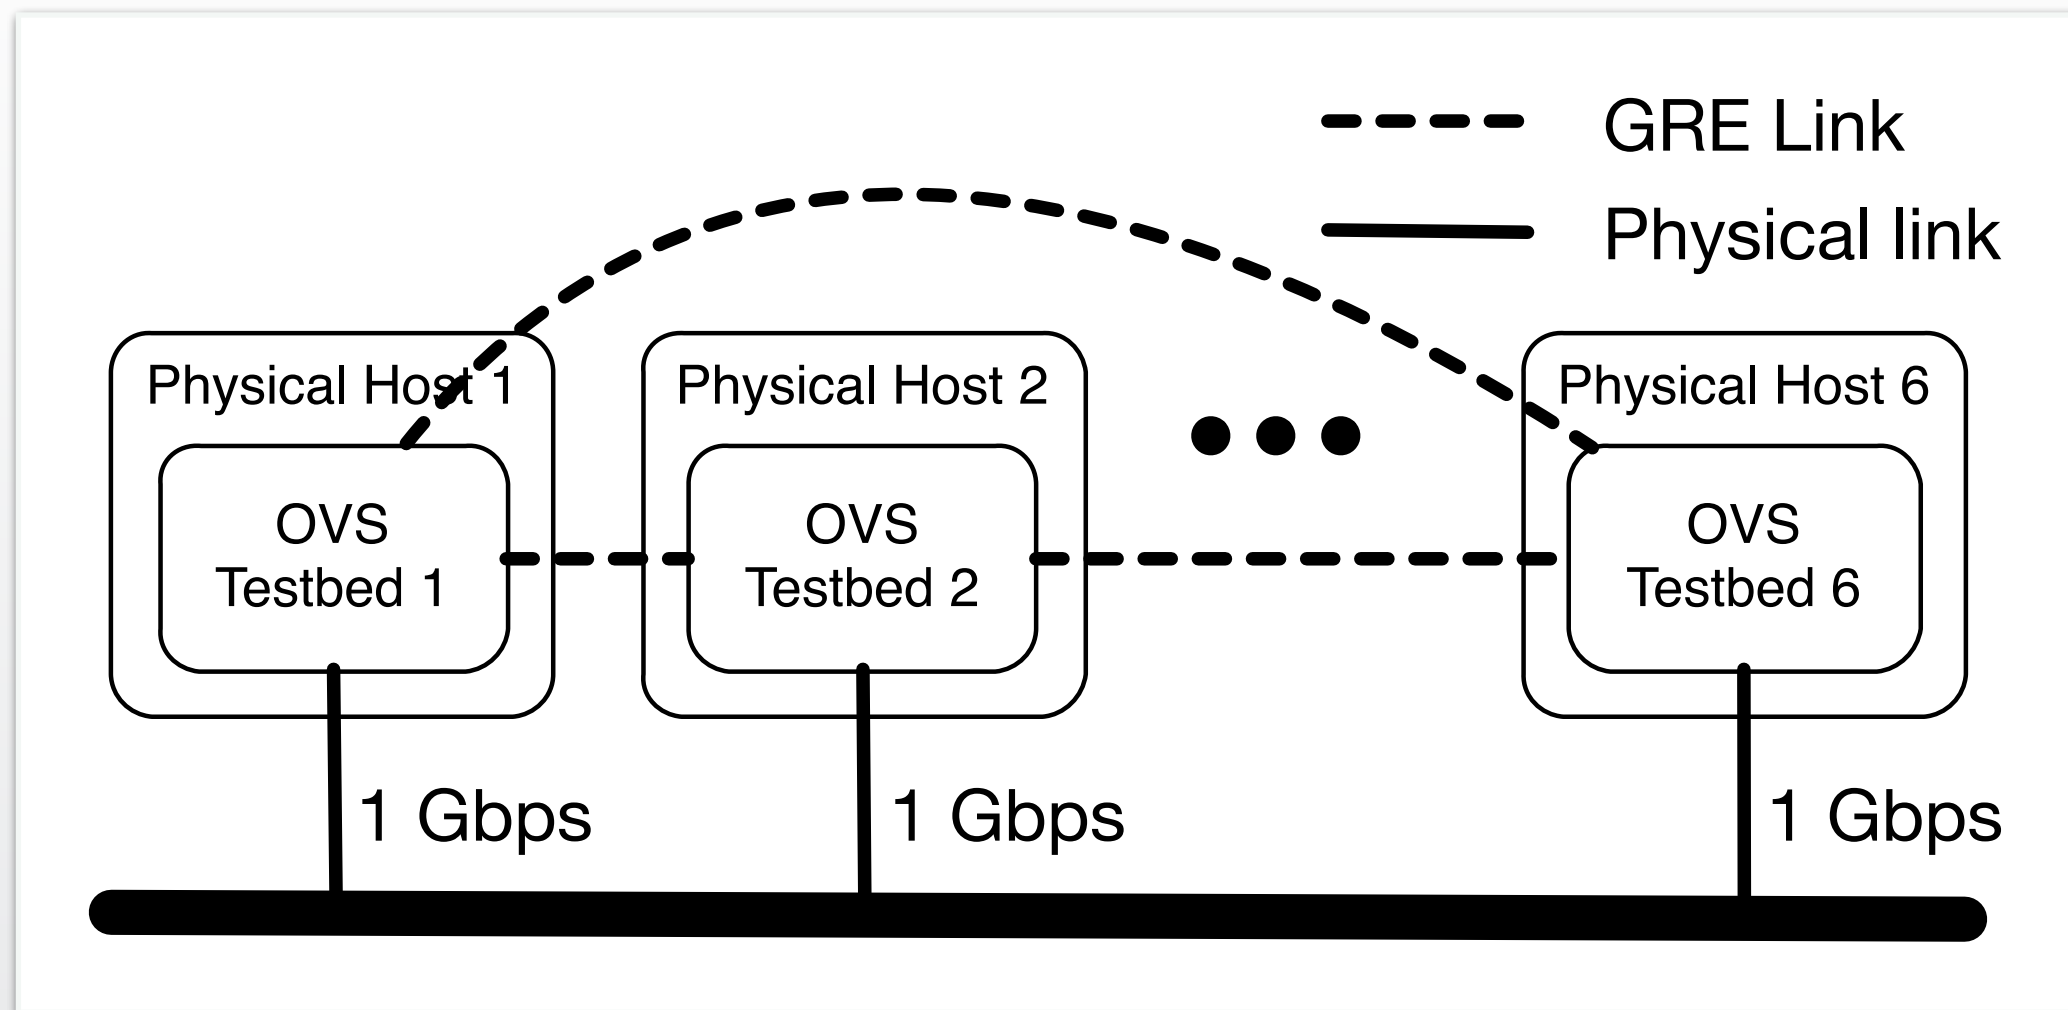 GRE Link
Physical link
Physical Host 1
Physical Host 2
Physical Host 6
OVS
Testbed 1
OVS
Testbed 2
OVS
Testbed 6
1 Gbps
1 Gbps
1 Gbps